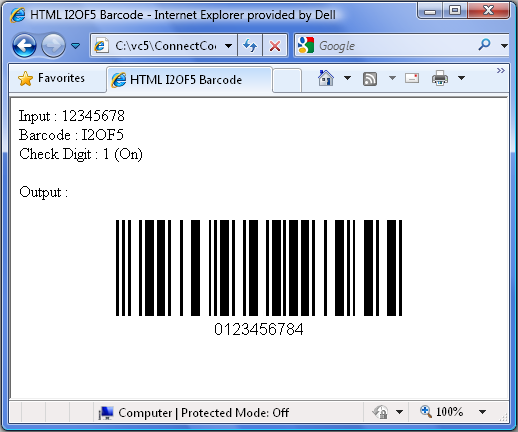 HTML I2OF5 Barcode - Internet Explorer provided by Dell
C:\vc5\ConnectCo
Google
Favorites
HTML I2OF5 Barcode
Input : 12345678
Barcode : I2OF5
Check Digit : 1 (On)
Output :
0123456784
Computer | Protected Mode: Off
100%